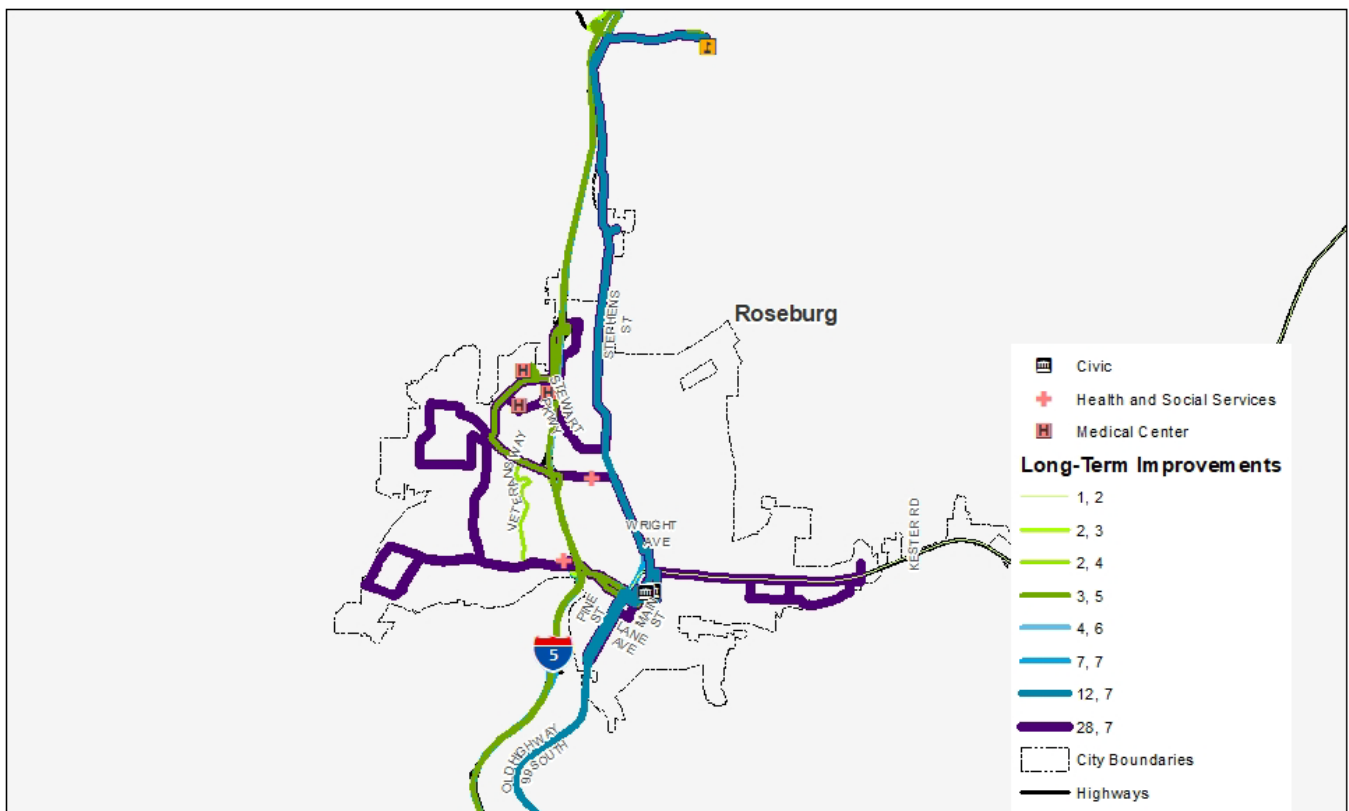 STEPHENS
ST
Roseburg
H
H
H
STEWART
PKWY
VETERANS WAY
WRIGHT
AVE
KESTER RD
PINE
ST
LANE
AVE
MAIN
ST
5
OLD HIGHWAY
99 SOUTH
Civic
Health and Social Services
H
Medical Center
Long-Term Improvements
1, 2
2, 3
2, 4
3, 5
4, 6
7, 7
12, 7
28, 7
City Boundaries
Highways